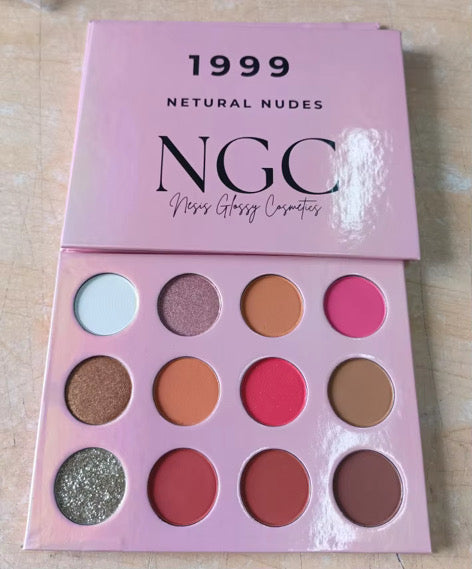 1999
NETURAL NUDES
NGC
Nesis Glossy Cosmetics